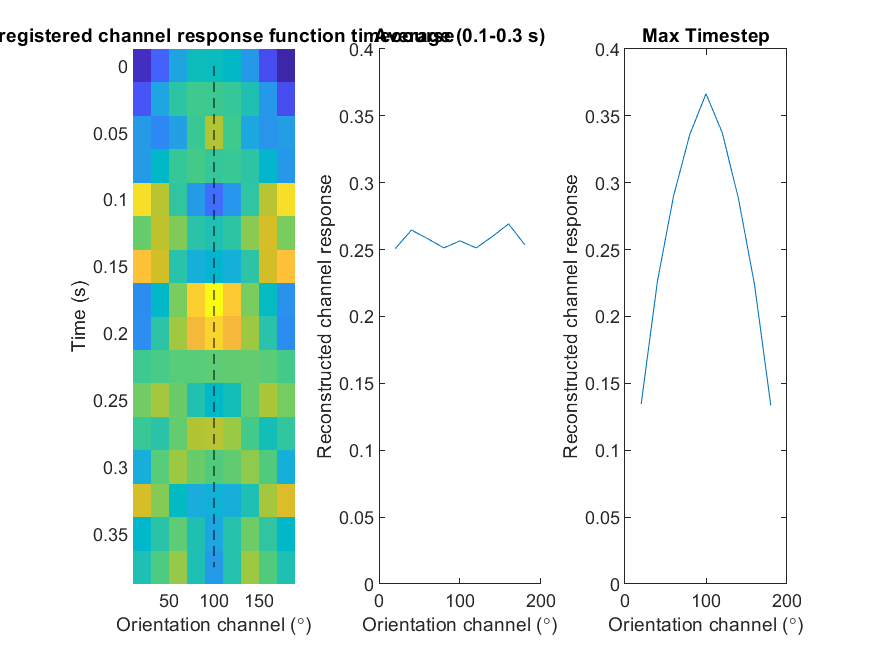 registered channel response function timecourse
Average (0.1-0.3 s)
Max Timestep
0
0.05
0.1
0.15
0.2
0.25
0.3
0.35
Time (s)
50 100 150
Orientation channel (°)
0.4
0.35
0.3
0.25
0.2
0.15
0.1
0.05
0
Reconstructed channel response
0 100 200
Orientation channel (°)
0.4
0.35
0.3
0.25
0.2
0.15
0.1
0.05
0
Reconstructed channel response
0 100 200
Orientation channel (°)